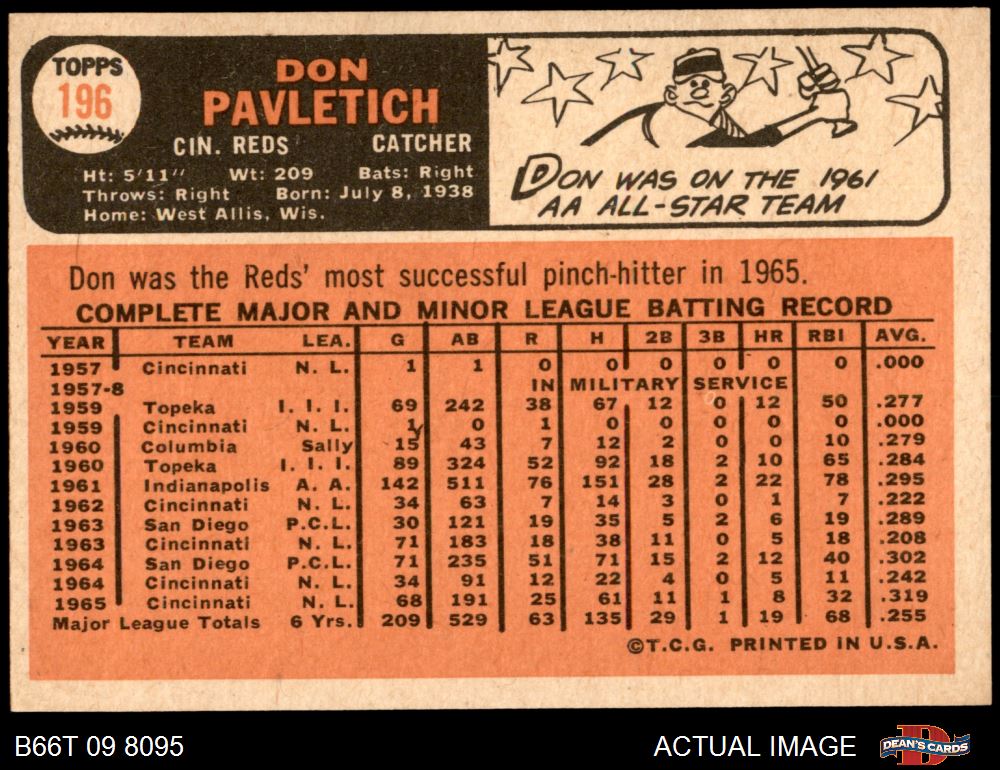 TOPPS
196
DON
PAVLETICH
CIN. REDS CATCHER
Ht: 5'11" Wt: 209 Bats: Right
Throws: Right Born: July 8, 1938
Home: West Allis, Wis.
DON WAS ON THE 1961
AA ALL-STAR TEAM
Don was the Reds' most successful pinch-hitter in 1965.
COMPLETE MAJOR AND MINOR LEAGUE BATTING RECORD
YEAR TEAM LEA. G AB R H 2B 3B HR RBI AVG.
1957 Cincinnati N. L. 1 1 0 0 0 0 0 0 .000
1957-8 IN MILITARY SERVICE
1959 Topeka I. I. I. 69 242 38 67 12 0 12 50 .277
1959 Cincinnati N. L. 1 0 1 0 0 0 0 0 .000
1960 Columbia Sally 15 43 7 12 2 0 0 10 .279
1960 Topeka I. I. I. 89 324 52 92 18 2 10 65 .284
1961 Indianapolis A. A. 142 511 76 151 28 2 22 78 .295
1962 Cincinnati N. L. 34 63 7 14 3 0 1 7 .222
1963 San Diego P.C.L. 30 121 19 35 5 2 6 19 .289
1963 Cincinnati N. L. 71 183 18 38 11 0 5 18 .208
1964 San Diego P.C.L. 71 235 51 71 15 2 12 40 .302
1964 Cincinnati N. L. 34 91 12 22 4 0 5 11 .242
1965 Cincinnati N. L. 68 191 25 61 11 1 8 32 .319
Major League Totals 6 Yrs. 209 529 63 135 29 1 19 68 .255
©T.C.G. PRINTED IN U.S.A.
B66T 09 8095 ACTUAL IMAGE DEAN'S CARDS